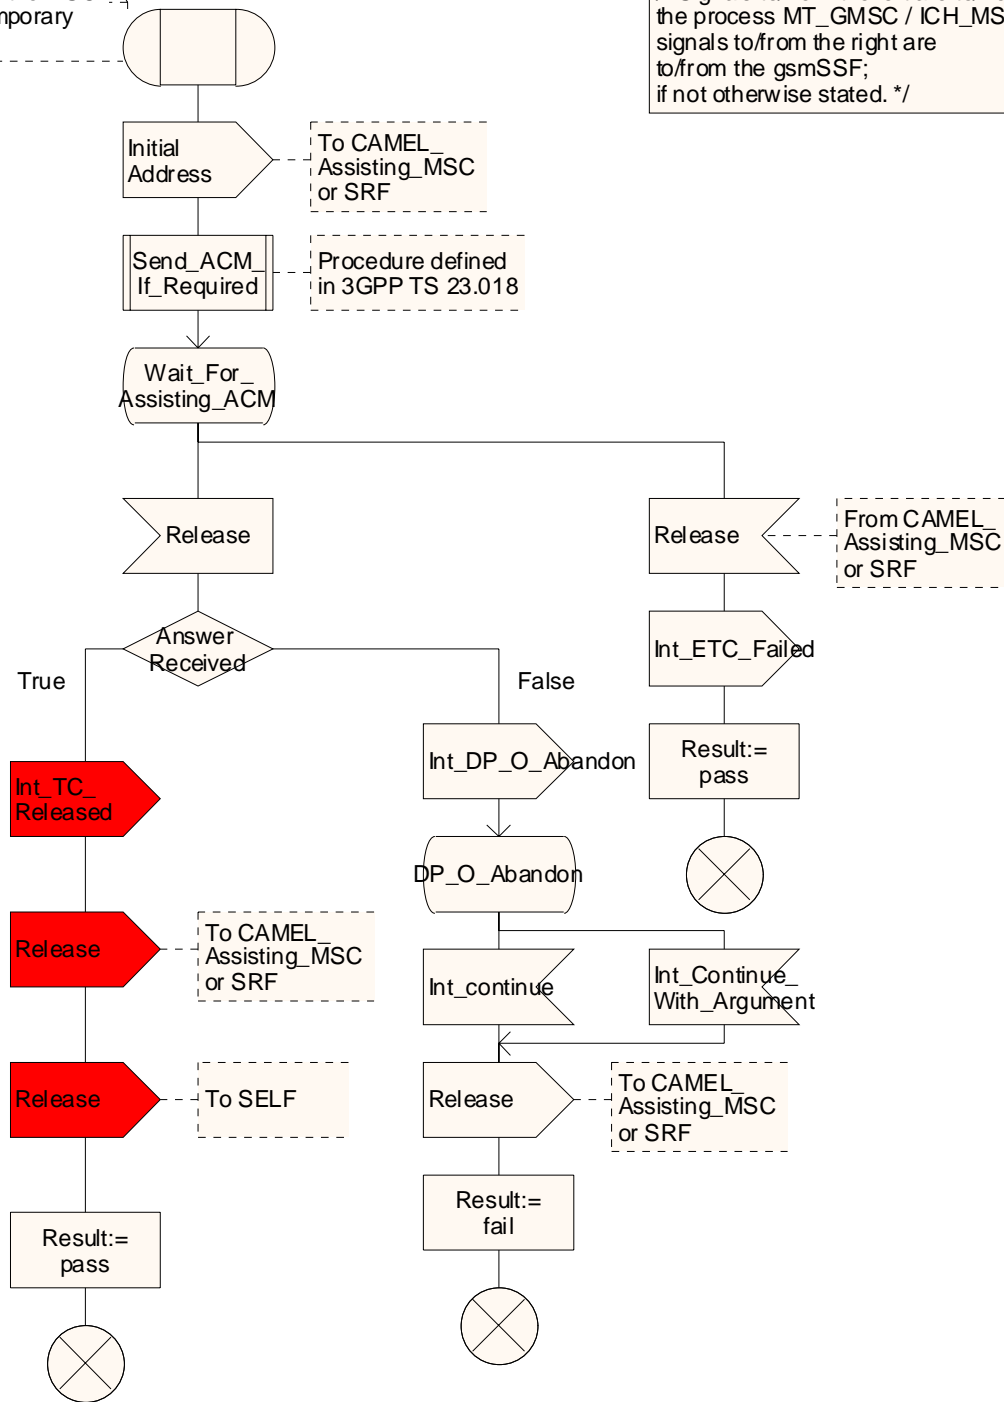 the process MT_GMSC / ICH_MS
signals to/from the right are
to/from the gsmSSF;
if not otherwise stated. */
Initial
Address
To CAMEL_
Assisting_MSC
or SRF
Send_ACM_
If_Required
Procedure defined
in 3GPP TS 23.018
Wait_For_
Assisting_ACM
Release
Release
From CAMEL_
Assisting_MSC
or SRF
Answer
Received
True
False
Int_ETC_Failed
Int_TC_
Released
Int_DP_O_Abandon
Result:=
pass
DP_O_Abandon
Release
To CAMEL_
Assisting_MSC
or SRF
Int_continue
Int_Continue_
With_Argument
Release
To SELF
Release
To CAMEL_
Assisting_MSC
or SRF
Result:=
pass
Result:=
fail